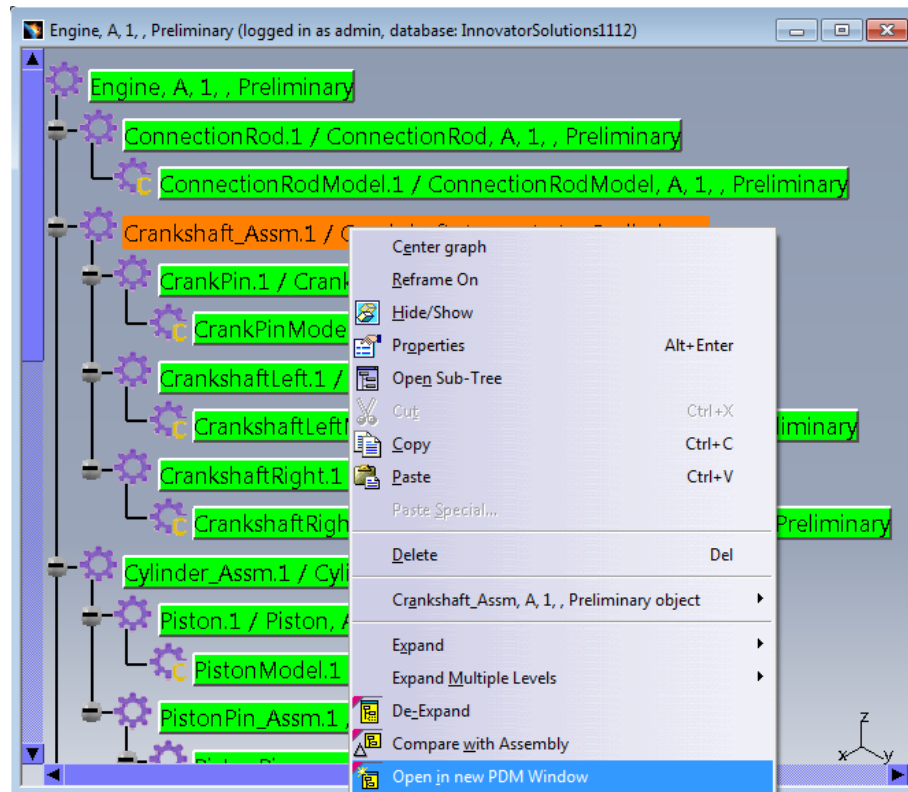 Engine, A, 1, , Preliminary (logged in as admin, database: InnovatorSolutions1112)
Engine, A, 1, , Preliminary
ConnectionRod.1 / ConnectionRod, A, 1, , Preliminary
ConnectionRodModel.1 / ConnectionRodModel, A, 1, , Preliminary
Crankshaft_Assm.1 /
CrankPin.1 / Crank
CrankPinMode
CrankshaftLeft.1 /
CrankshaftLeft liminary
CrankshaftRight.1
CrankshaftRigh Preliminary
Cylinder_Assm.1 / Cyli
Piston.1 / Piston,
PistonModel.1
PistonPin_Assm.1
Center graph
Reframe On
Hide/Show
Properties Alt+Enter
Open Sub-Tree
Cut Ctrl+X
Copy Ctrl+C
Paste Ctrl+V
Paste Special...
Delete Del
Crankshaft_Assm, A, 1, , Preliminary object
Expand
Expand Multiple Levels
De-Expand
Compare with Assembly
Open in new PDM Window
z
x
y